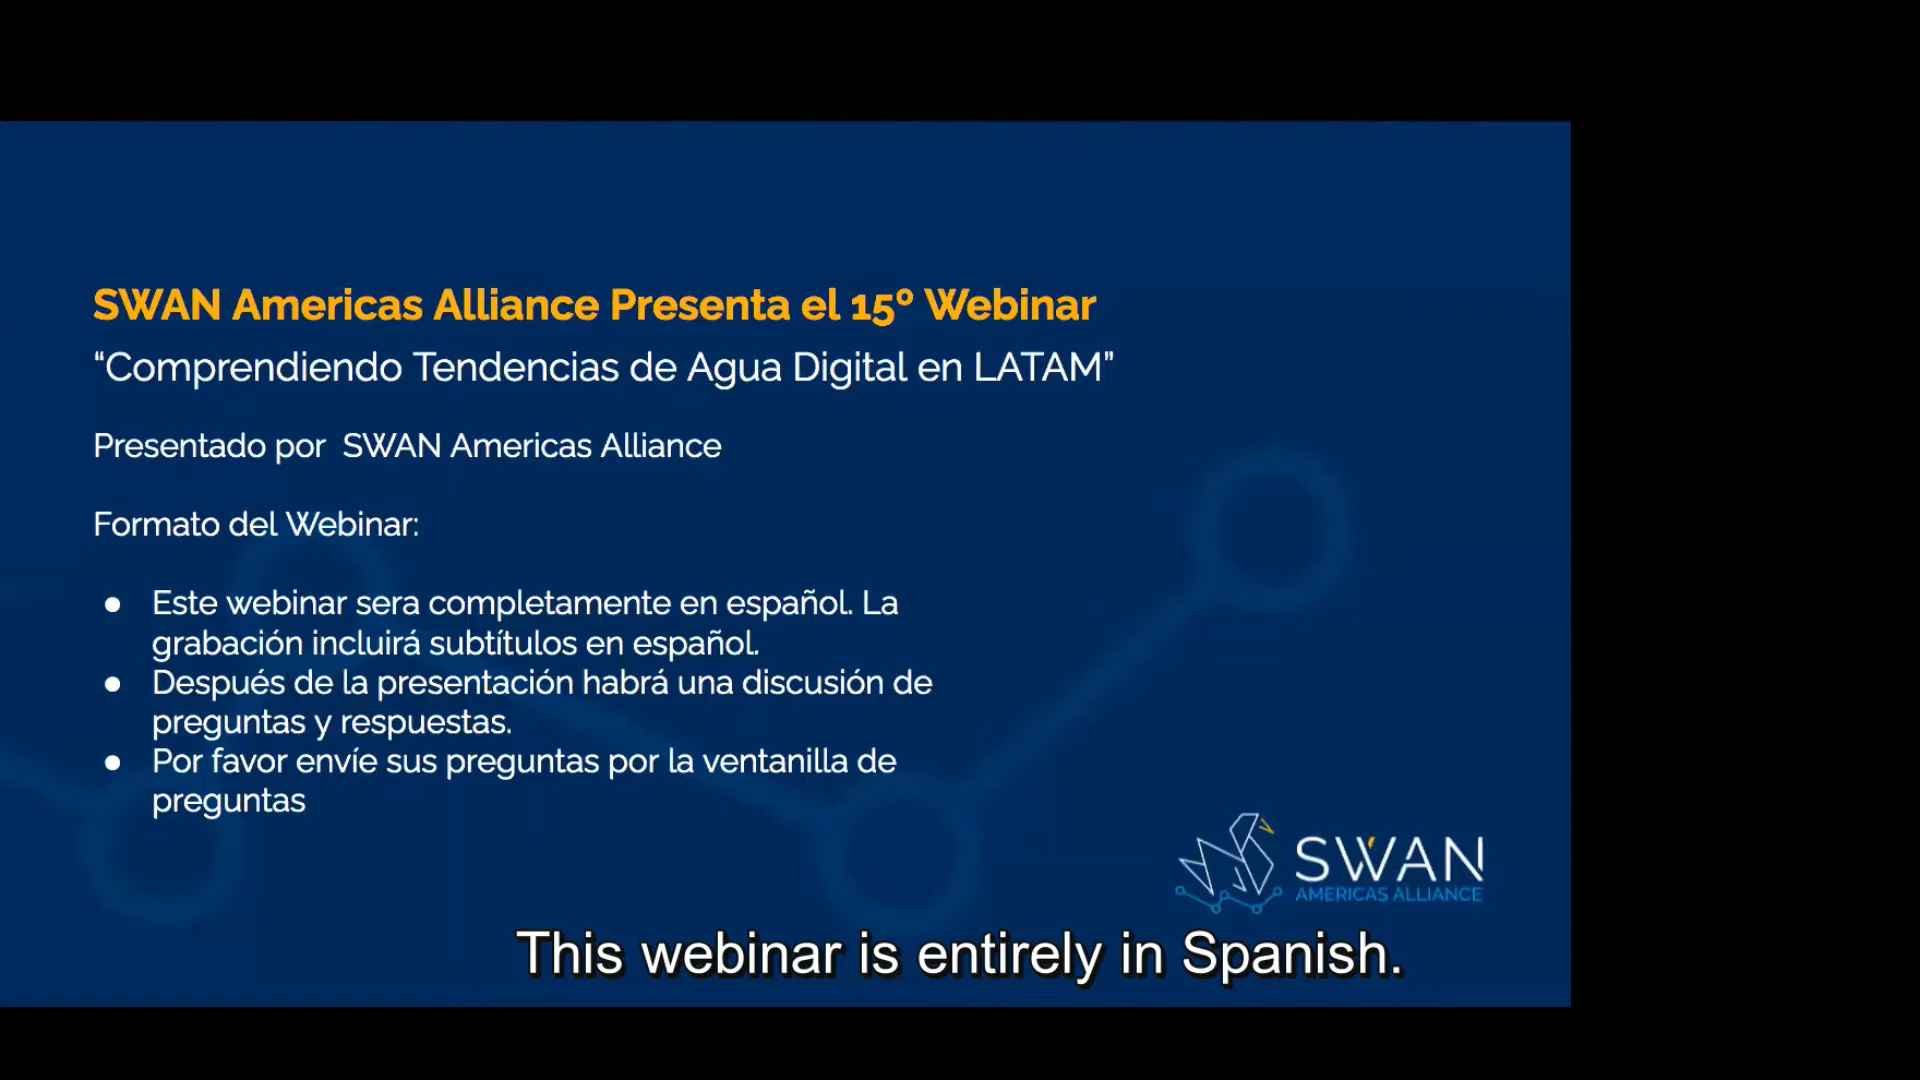 SWAN Americas Alliance Presenta el 15º Webinar
“Comprendiendo Tendencias de Agua Digital en LATAM”
Presentado por  SWAN Americas Alliance
Formato del Webinar:
● Este webinar sera completamente en español. La
grabación incluirá subtítulos en español.
● Después de la presentación habrá una discusión de
preguntas y respuestas.
● Por favor envíe sus preguntas por la ventanilla de
preguntas
SWAN
AMERICAS ALLIANCE
This webinar is entirely in Spanish.